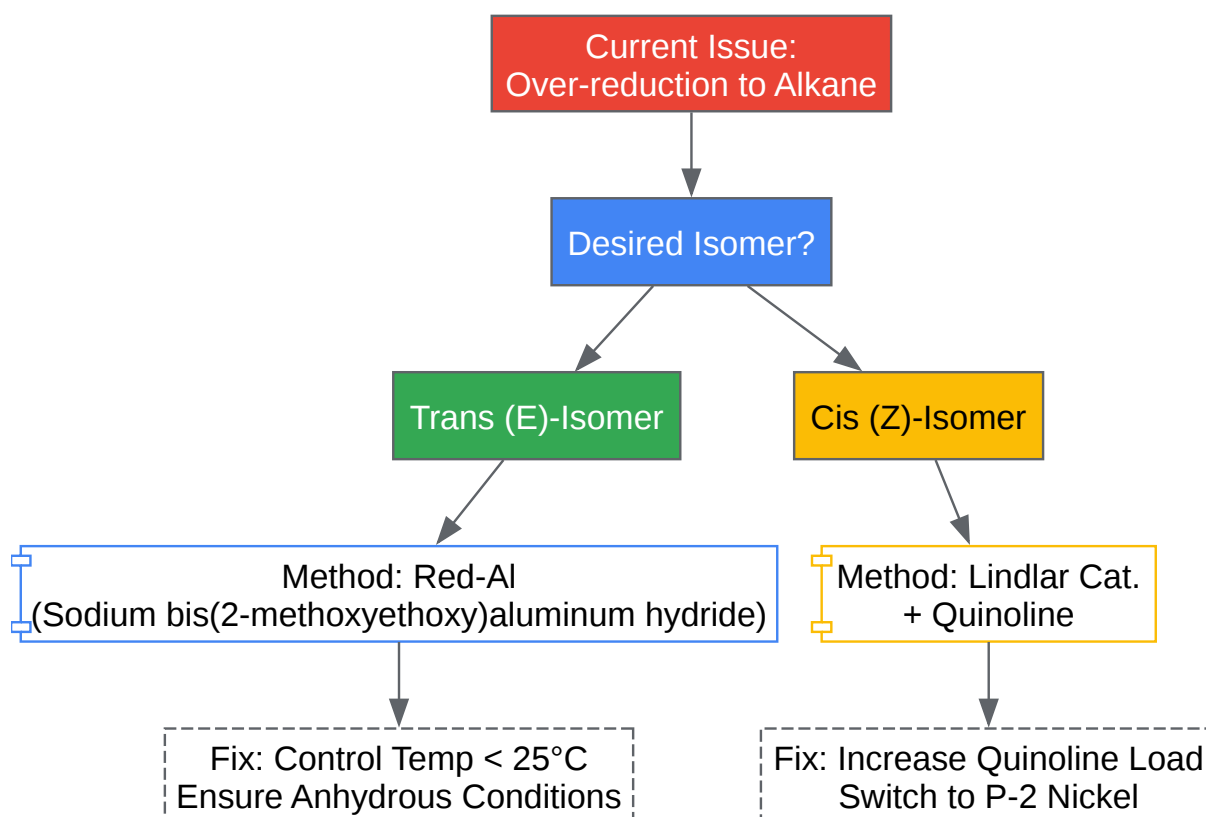 Current Issue:
Over-reduction to Alkane
Desired Isomer?
Trans (E)-Isomer
Cis (Z)-Isomer
Method: Red-Al
(Sodium bis(2-methoxyethoxy)aluminum hydride)
Method: Lindlar Cat.
+ Quinoline
Fix: Control Temp < 25°C
Ensure Anhydrous Conditions
Fix: Increase Quinoline Load
Switch to P-2 Nickel